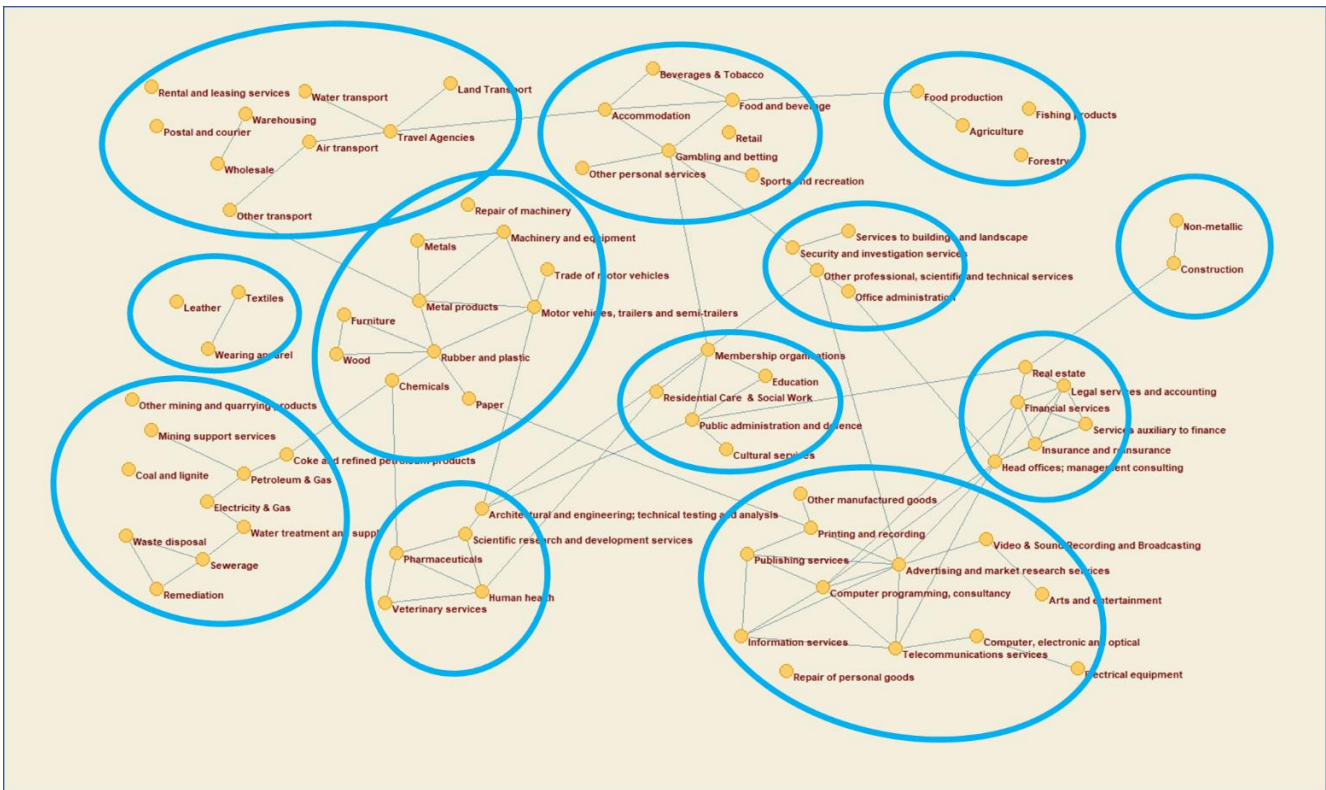 Rental and leasing services
Water transport
Land Transport
Warehousing
Postal and courier
Travel Agencies
Air transport
Wholesale
Other transport
Beverages & Tobacco
Food and beverage
Accommodation
Retail
Gambling and betting
Other personal services
Sports and recreation
Food production
Fishing products
Agriculture
Forestry
Repair of machinery
Machinery and equipment
Metals
Trade of motor vehicles
Metal products
Motor vehicles, trailers and semi-trailers
Furniture
Wood
Rubber and plastic
Chemicals
Paper
Services to buildings and landscape
Security and investigation services
Other professional, scientific and technical services
Office administration
Non-metallic
Construction
Leather
Textiles
Wearing apparel
Membership organisations
Education
Residential Care & Social Work
Public administration and defence
Cultural services
Real estate
Legal services and accounting
Financial services
Services auxiliary to finance
Insurance and reinsurance
Head offices; management consulting
Other mining and quarrying products
Mining support services
Coke and refined petroleum products
Coal and lignite
Petroleum & Gas
Electricity & Gas
Water treatment and supply
Waste disposal
Sewerage
Remediation
Architectural and engineering; technical testing and analysis
Scientific research and development services
Pharmaceuticals
Human health
Veterinary services
Other manufactured goods
Printing and recording
Video & Sound Recording and Broadcasting
Publishing services
Advertising and market research services
Computer programming, consultancy
Arts and entertainment
Information services
Computer, electronic and optical
Telecommunications services
Repair of personal goods
Electrical equipment